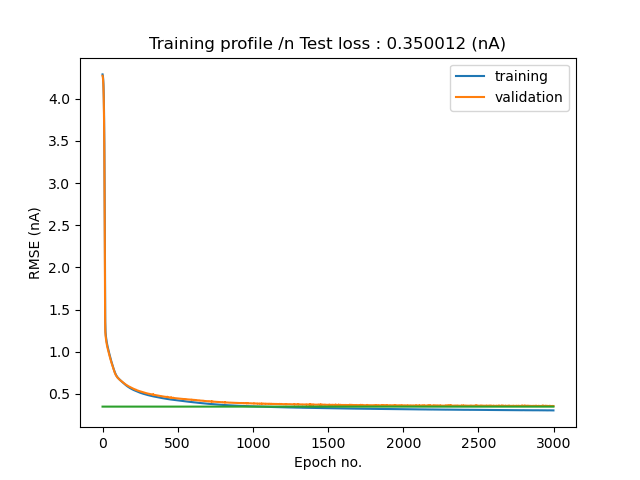 Training profile /n Test loss : 0.350012 (nA)
training
validation
4.0
3.5
3.0
2.5
2.0
1.5
1.0
0.5
RMSE (nA)
0 500 1000 1500 2000 2500 3000
Epoch no.